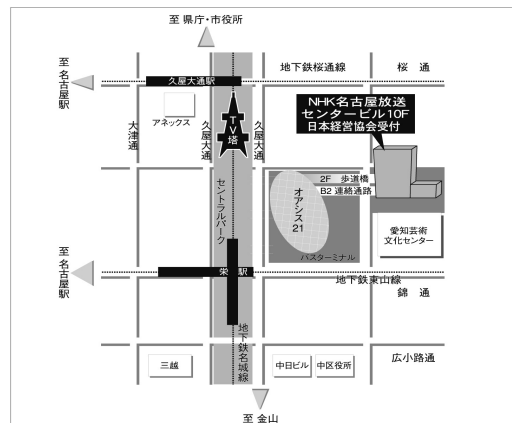 至 県庁・市役所
至 名古屋駅
久屋大通駅
地下鉄桜通線
桜 通
アネックス
大津通
久屋大通
TV塔
久屋大通
NHK名古屋放送
センタービル10F
日本経営協会受付
セントラルパーク
オアシス21
2F 歩道橋
B2 連絡通路
バスターミナル
愛知芸術
文化センター
至 名古屋駅
栄 駅
地下鉄東山線
錦 通
地下鉄名城線
三越
中日ビル
中区役所
広小路通
至 金山